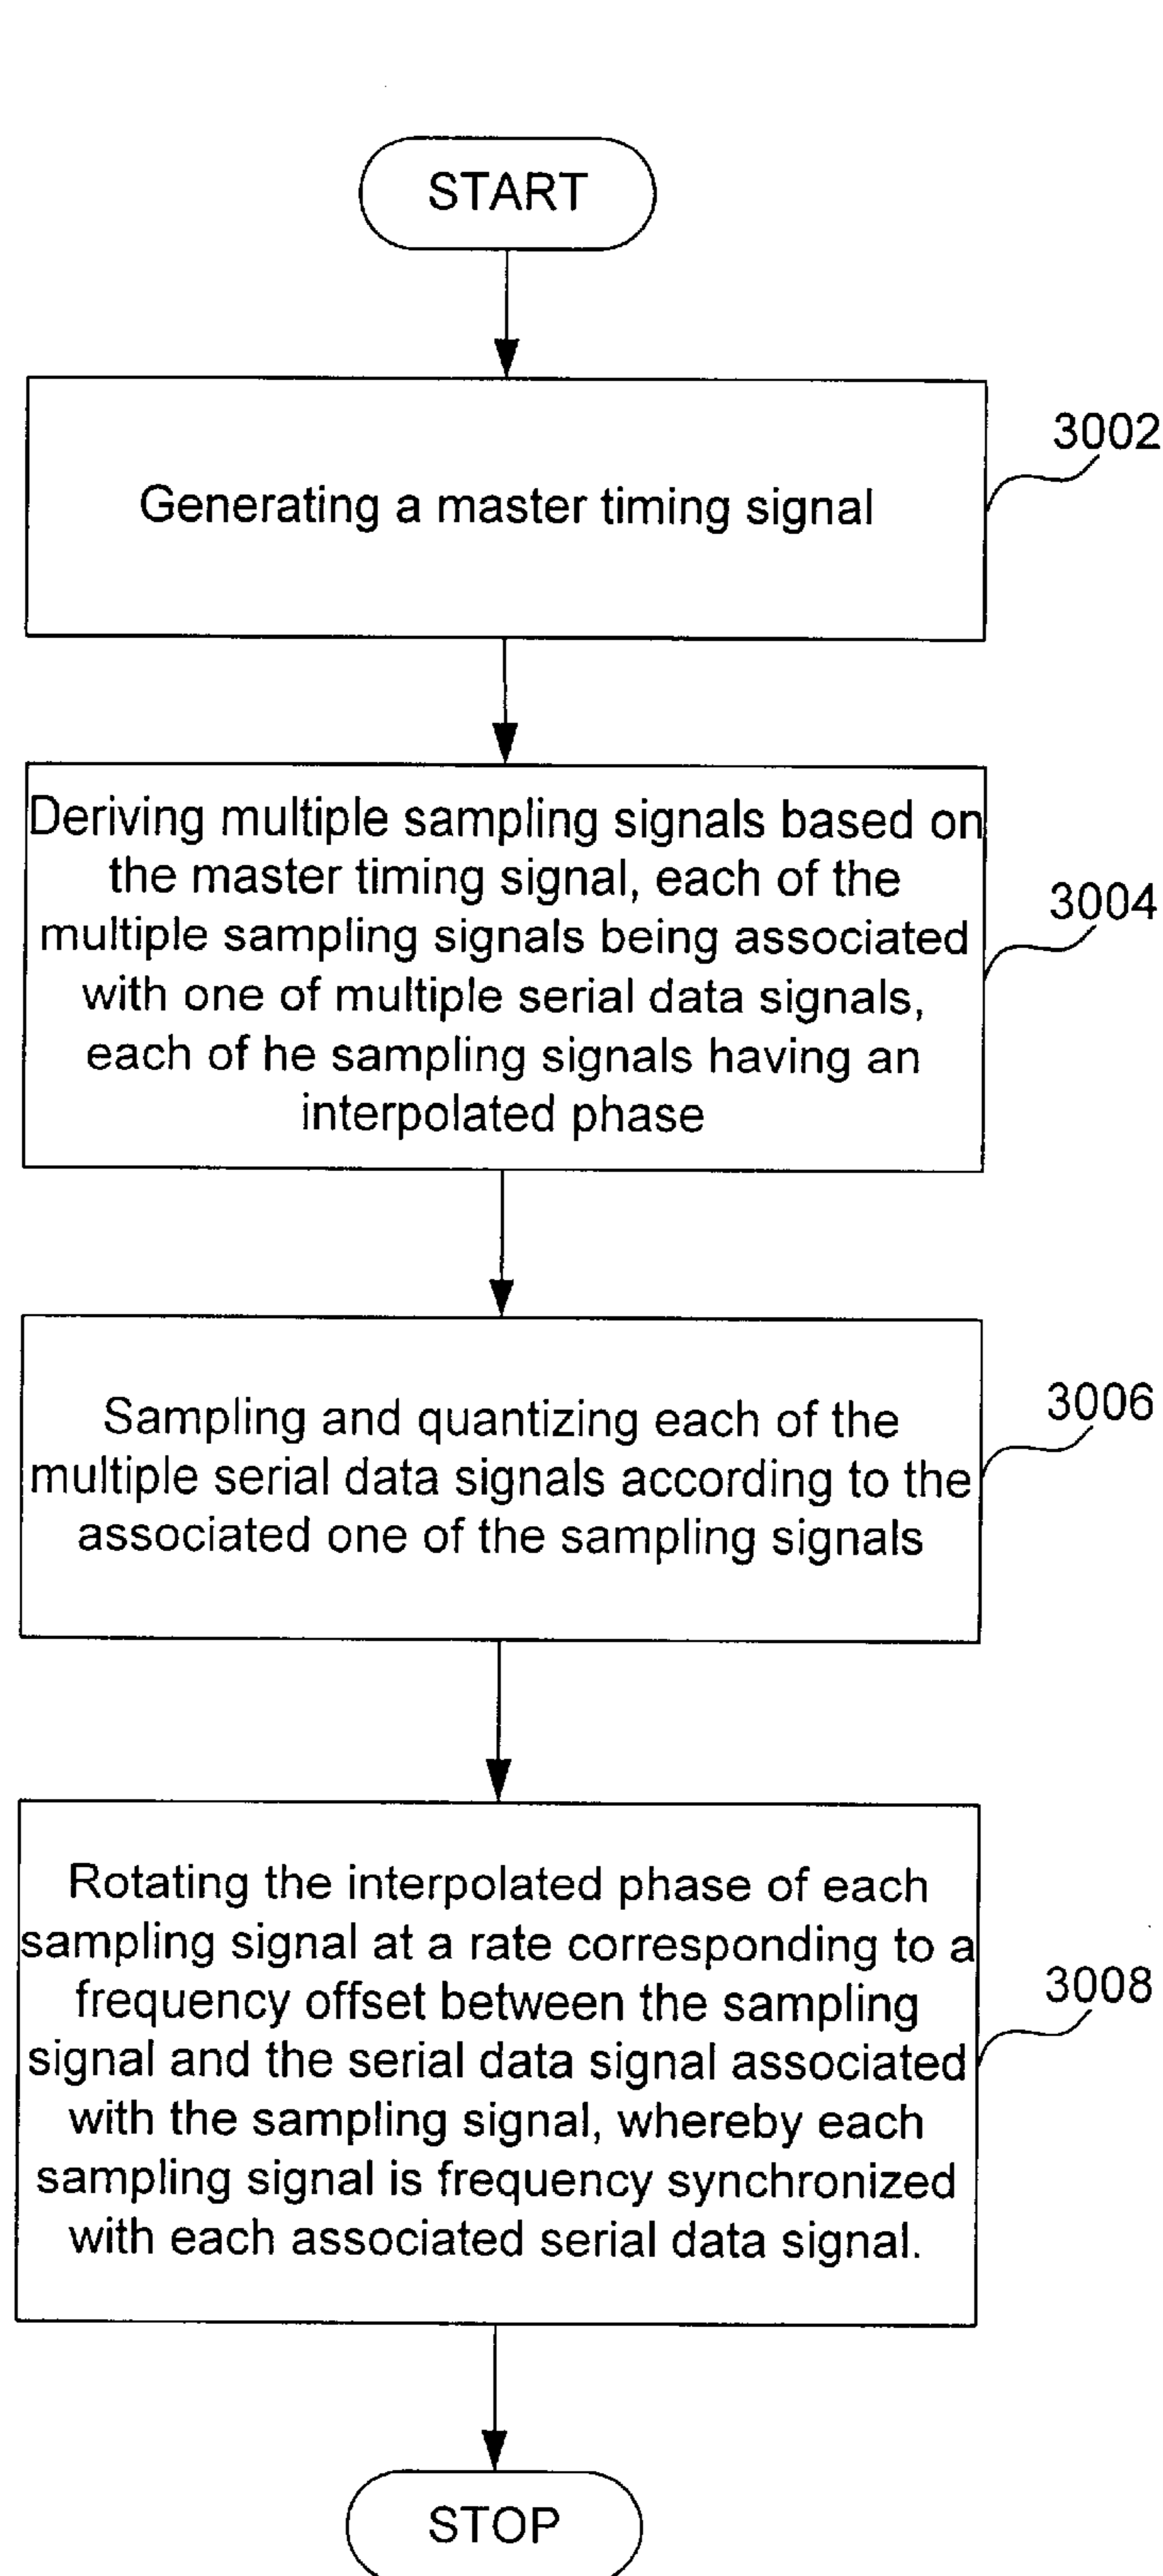 START
Generating a master timing signal
3002
Deriving multiple sampling signals based on
the master timing signal, each of the
multiple sampling signals being associated
with one of multiple serial data signals,
each of he sampling signals having an
interpolated phase
3004
Sampling and quantizing each of the
multiple serial data signals according to the
associated one of the sampling signals
3006
Rotating the interpolated phase of each
sampling signal at a rate corresponding to a
frequency offset between the sampling
signal and the serial data signal associated
with the sampling signal, whereby each
sampling signal is frequency synchronized
with each associated serial data signal.
3008
STOP